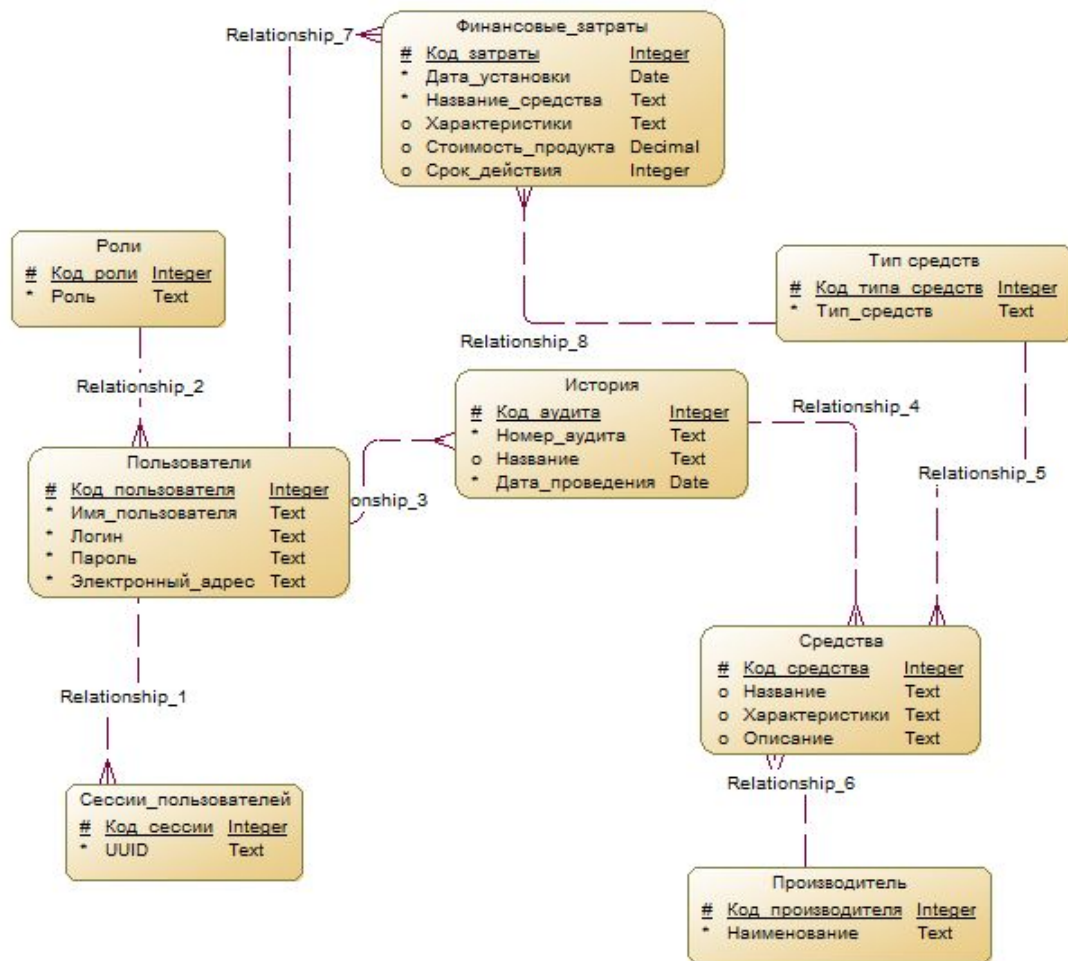 Relationship_7
Финансовые_затраты
# Код_затраты Integer
* Дата_установки Date
* Название_средства Text
o Характеристики Text
o Стоимость_продукта Decimal
o Срок_действия Integer
Роли
# Код_роли Integer
* Роль Text
Тип средств
# Код_типа_средств Integer
* Тип_средств Text
Relationship_8
Relationship_2
История
# Код_аудита Integer
* Номер_аудита Text
o Название Text
* Дата_проведения Date
Relationship_4
Пользователи
# Код_пользователя Integer
* Имя_пользователя Text
* Логин Text
* Пароль Text
* Электронный_адрес Text
onship_3
Relationship_5
Средства
# Код_средства Integer
o Название Text
o Характеристики Text
o Описание Text
Relationship_1
Relationship_6
Сессии_пользователей
# Код_сессии Integer
* UUID Text
Производитель
# Код_производителя Integer
* Наименование Text